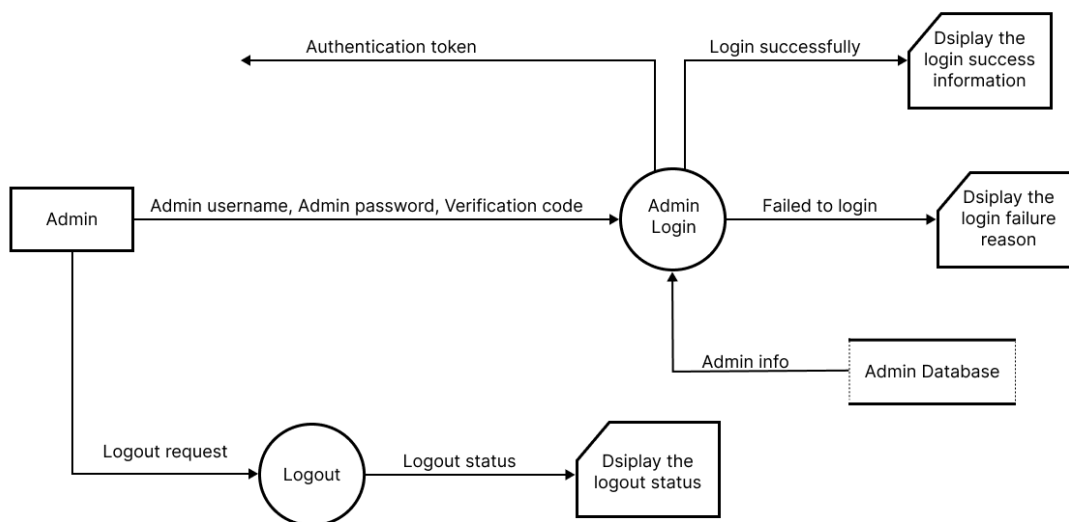 Authentication token
Login successfully
Dsiplay the
login success
information
Admin
Admin username, Admin password, Verification code
Admin
Login
Failed to login
Dsiplay the
login failure
reason
Admin info
Admin Database
Logout request
Logout
Logout status
Dsiplay the
logout status